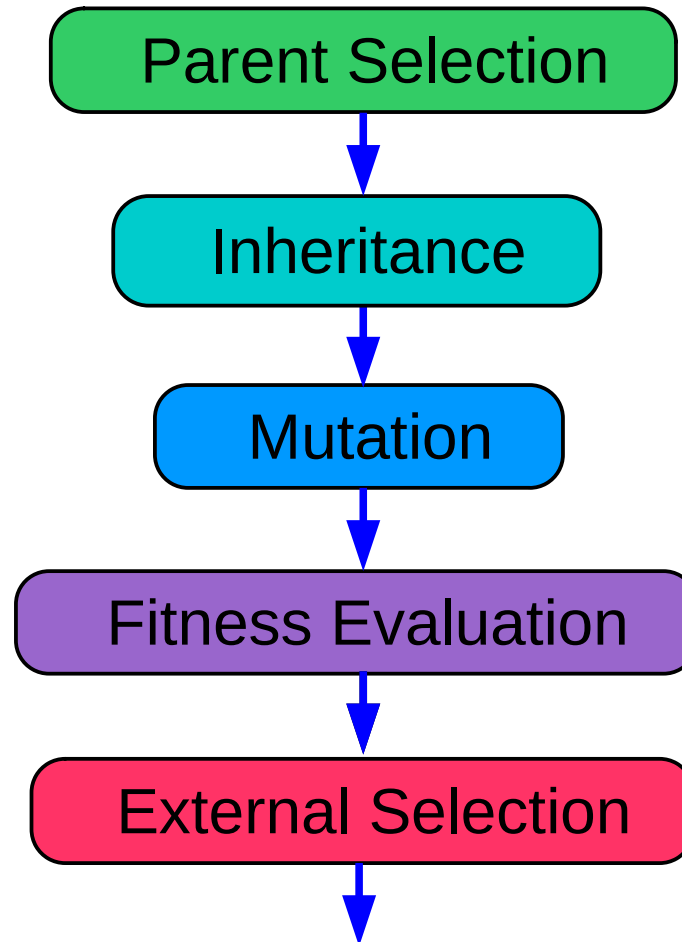 Parent Selection
Inheritance
Mutation
Fitness Evaluation
External Selection